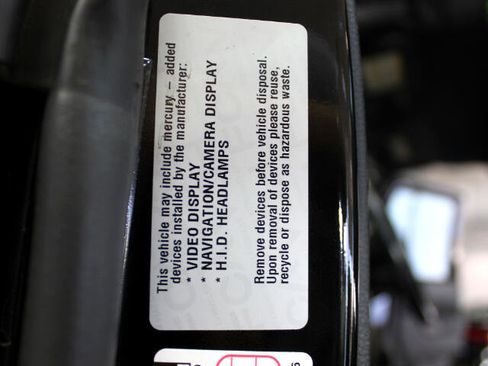 This vehicle may include mercury – added
devices installed by the manufacturer:
* VIDEO DISPLAY
* NAVIGATION/CAMERA DISPLAY
* H.I.D. HEADLAMPS
Remove devices before vehicle disposal.
Upon removal of devices please reuse,
recycle or dispose as hazardous waste.